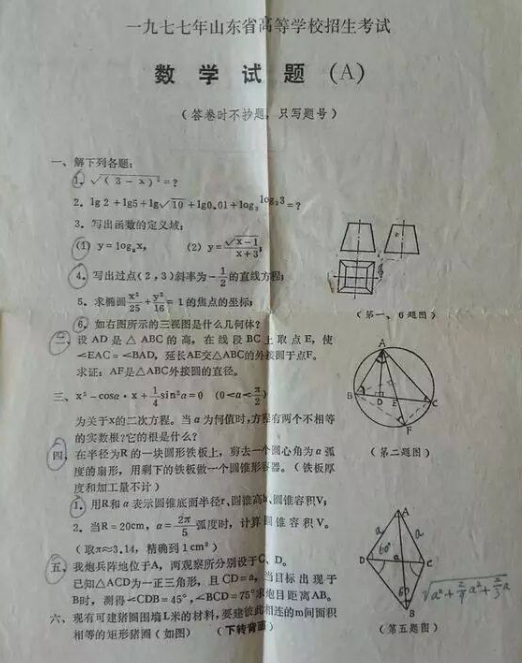 一九七七年山东省高等学校招生考试
数学试题(A)
(答卷时不抄题,只写题号)
一、解下列各题:
1. √(3-x)²=?
2. lg2+lg5+lg√10+lg0.01+log₃log₃3=?
3. 写出函数的定义域:
(1) y=logₐx, (2) y=√x-1/x+3;
4. 写出过点(2,3)斜率为-1/2的直线方程;
5. 求椭圆x²/25+y²/16=1的焦点的坐标;
6. 如右图所示的三视图是什么几何体?
(第一、6题图)
二、设AD是△ABC的高,在线段BC上取点E,使
∠EAC=∠BAD,延长AE交△ABC的外接圆于点F。
求证:AF是△ABC外接圆的直径。
A
B
D
E
C
F
(第二题图)
三、x²-cosα·x+1/4sin²α=0 (0<α<π/2)
为关于x的二次方程。当α为何值时,方程有两个不相等
的实数根?它的根是什么?
四、在半径为R的一块圆形铁板上,剪去一个圆心角为α弧
度的扇形,用剩下的铁板做一个圆锥形容器。(铁板厚
度和加工量不计)
1. 用R和α表示圆锥底面半径r,圆锥高h,圆锥容积V;
2. 当R=20cm,α=2π/5弧度时,计算圆锥容积V。
(取π≈3.14,精确到1cm³)
五、我炮兵阵地位于A,两观察所分别设于C、D。
已知△ACD为一正三角形,且CD=a,当目标出现于
B时,测得∠CDB=45°,∠BCD=75°求炮目距离AB。
A
a
a
60°
D
a
C
B
(第五题图)
六、现有可建猪圈围墙L米的材料,要建彼此相连的m间面积
相等的矩形猪圈(如图) (下转背面)